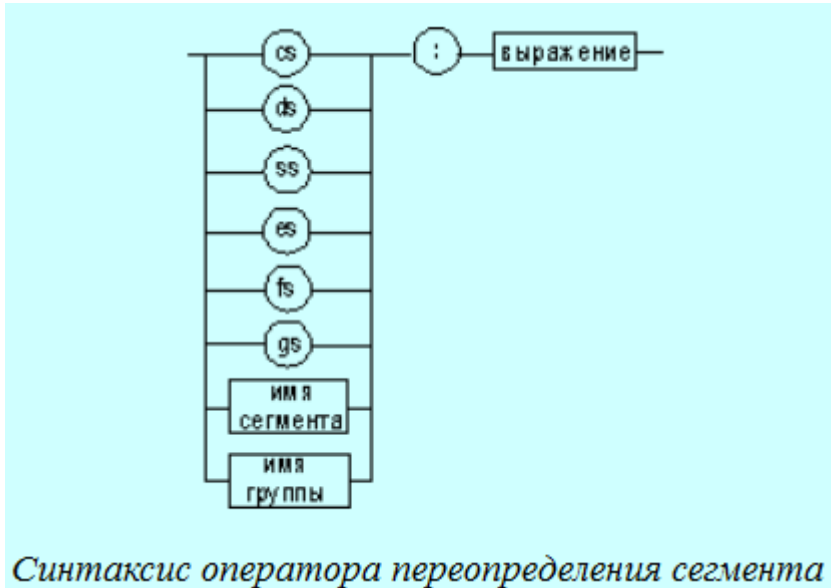 cs : выражение
ds
ss
es
fs
gs
имя
сегмента
имя
группы
Синтаксис оператора переопределения сегмента